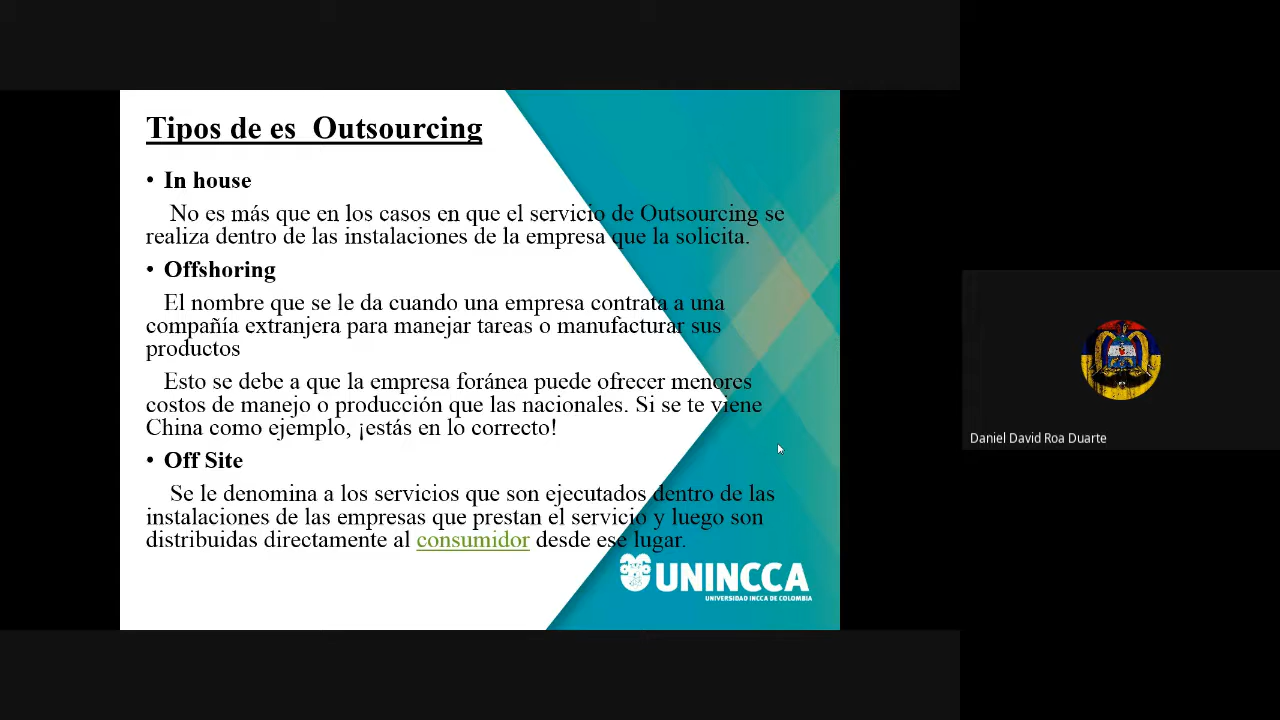 Tipos de es  Outsourcing
• In house
No es más que en los casos en que el servicio de Outsourcing se
realiza dentro de las instalaciones de la empresa que la solicita.
• Offshoring
El nombre que se le da cuando una empresa contrata a una
compañía extranjera para manejar tareas o manufacturar sus
productos
Esto se debe a que la empresa foránea puede ofrecer menores
costos de manejo o producción que las nacionales. Si se te viene
China como ejemplo, ¡estás en lo correcto!
• Off Site
Se le denomina a los servicios que son ejecutados dentro de las
instalaciones de las empresas que prestan el servicio y luego son
distribuidas directamente al consumidor desde ese lugar.
UNINCCA
UNIVERSIDAD INCCA DE COLOMBIA
Daniel David Roa Duarte